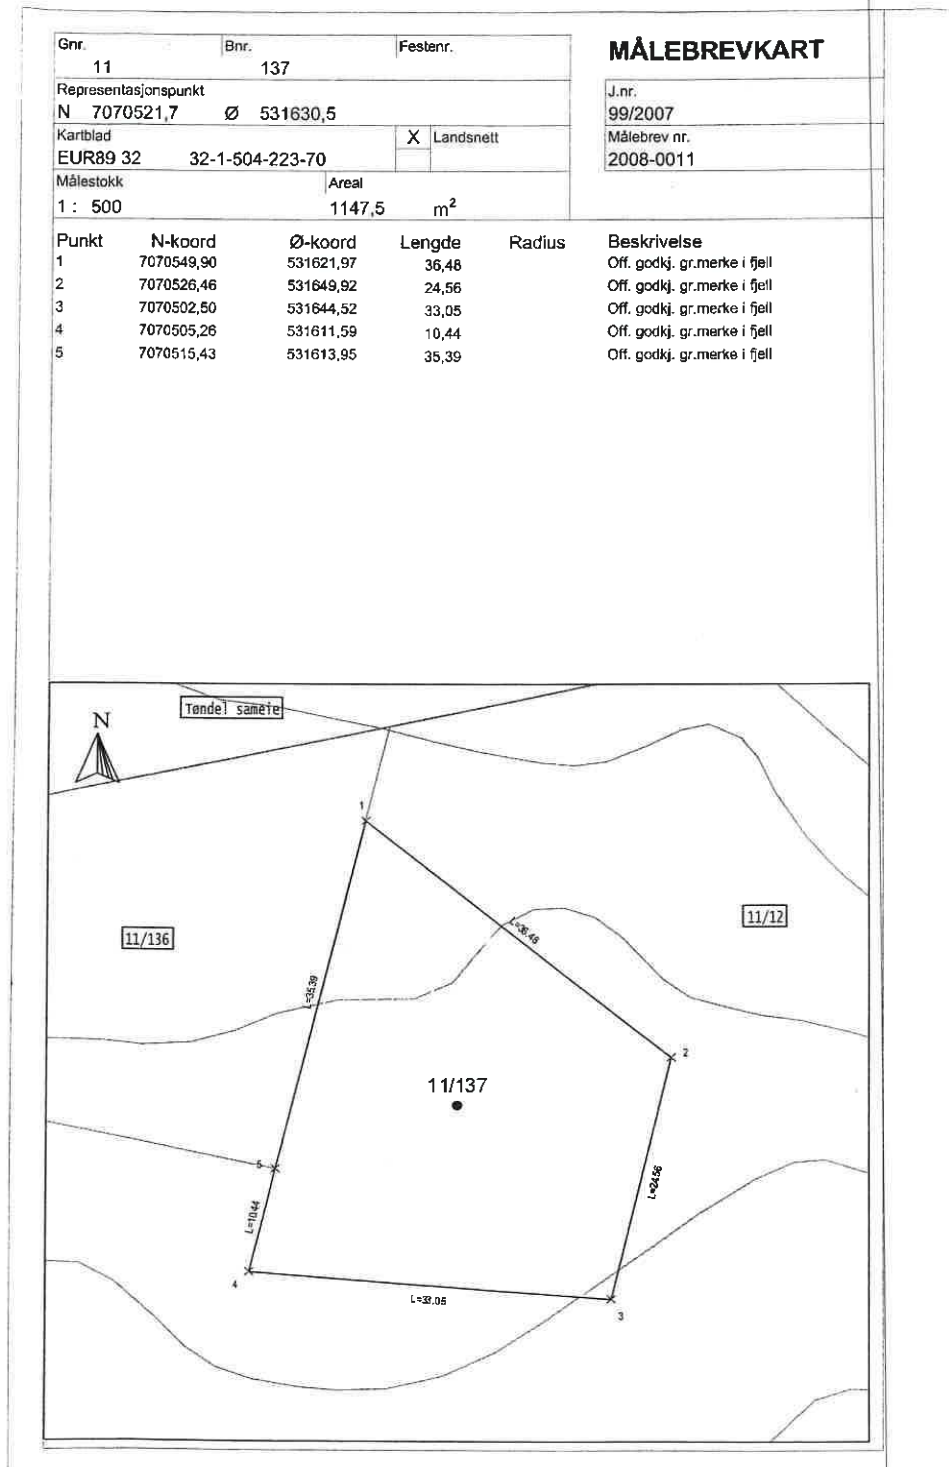 Gnr. Bnr. Festenr.
11 137
MÅLEBREVKART
Representasjonspunkt
N 7070521,7 Ø 531630,5
J.nr.
99/2007
Kartblad X Landsnett
EUR89 32 32-1-504-223-70
Målebrev nr.
2008-0011
Målestokk Areal
1 : 500 1147,5 m²
Punkt N-koord Ø-koord Lengde Radius Beskrivelse
1 7070549,90 531621,97 36,48 Off. godkj. gr.merke i fjell
2 7070526,46 531649,92 24,56 Off. godkj. gr.merke i fjell
3 7070502,50 531644,52 33,05 Off. godkj. gr.merke i fjell
4 7070505,26 531611,59 10,44 Off. godkj. gr.merke i fjell
5 7070515,43 531613,95 35,39 Off. godkj. gr.merke i fjell
Tøndel sameie
N
1
11/12
L=36.48
11/136
L=35.39
2
11/137
5
L=24.56
L=10.44
4
L=33.05
3